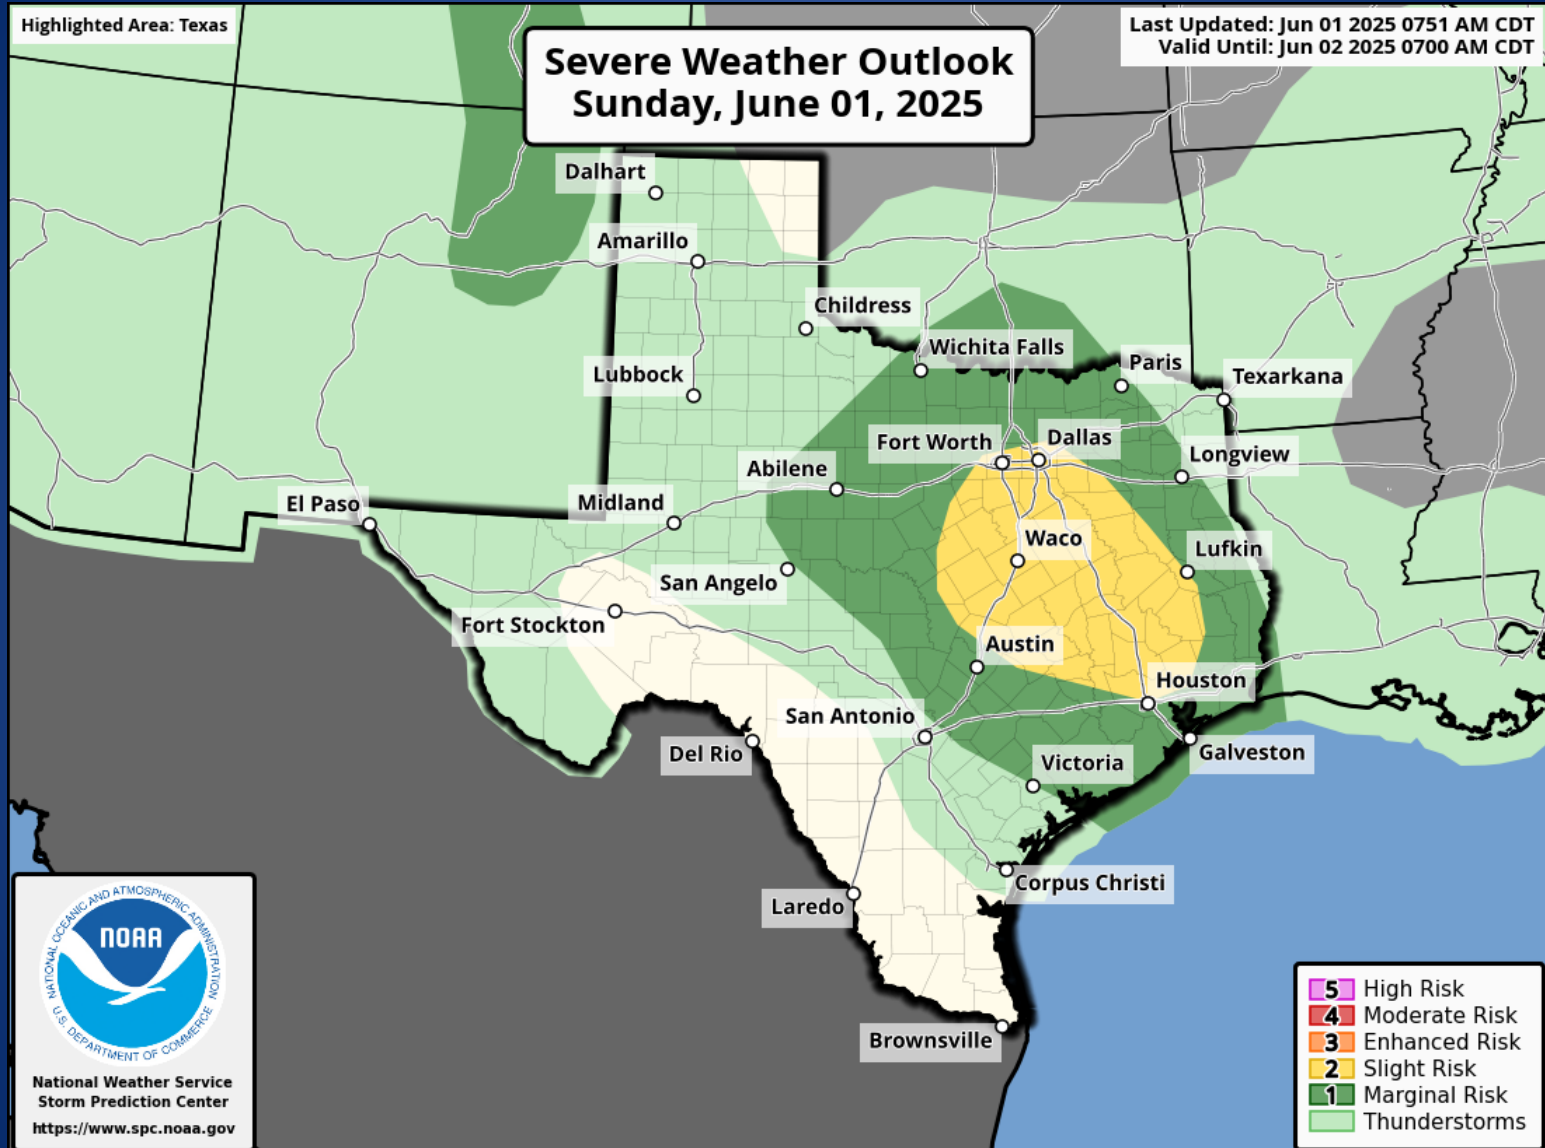 Highlighted Area: Texas
Severe Weather Outlook
Sunday, June 01, 2025
Last Updated: Jun 01 2025 0751 AM CDT
Valid Until: Jun 02 2025 0700 AM CDT
Dalhart
Amarillo
Childress
Wichita Falls
Paris
Texarkana
Lubbock
Fort Worth
Dallas
Longview
Abilene
Midland
El Paso
Waco
Lufkin
San Angelo
Fort Stockton
Austin
Houston
San Antonio
Del Rio
Galveston
Victoria
Corpus Christi
Laredo
Brownsville
NATIONAL OCEANIC AND ATMOSPHERIC ADMINISTRATION
NOAA
U.S. DEPARTMENT OF COMMERCE
National Weather Service
Storm Prediction Center
https://www.spc.noaa.gov
5 High Risk
4 Moderate Risk
3 Enhanced Risk
2 Slight Risk
1 Marginal Risk
Thunderstorms